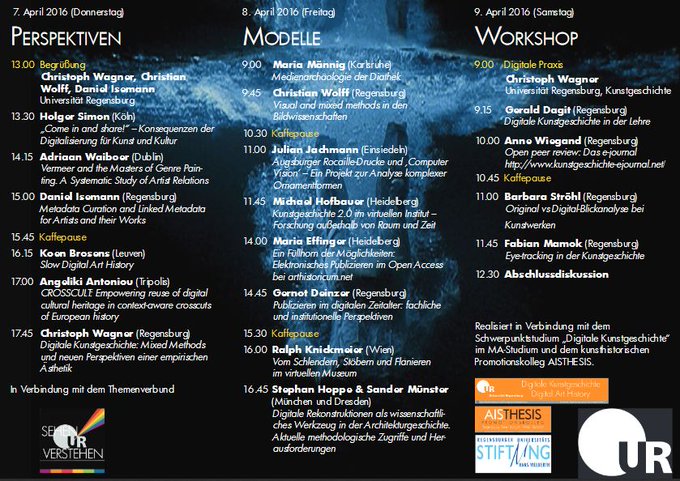 7. April 2016 (Donnerstag)
PERSPEKTIVEN
13.00 Begrüßung
Christoph Wagner, Christian
Wolff, Daniel Isemann
Universität Regensburg
13.30 Holger Simon (Köln)
„Come in and share!“ – Konsequenzen der
Digitalisierung für Kunst und Kultur
14.15 Adriaan Waiboer (Dublin)
Vermeer and the Masters of Genre Pain-
ting. A Systematic Study of Artist Relations
15.00 Daniel Isemann (Regensburg)
Metadata Curation and Linked Metadata
for Artists and their Works
15.45 Kaffepause
16.15 Koen Brosens (Leuven)
Slow Digital Art History
17.00 Angeliki Antoniou (Tripolis)
CROSSCULT: Empowering reuse of digital
cultural heritage in context-aware crosscuts
of European history
17.45 Christoph Wagner (Regensburg)
Digitale Kunstgeschichte: Mixed Methods
und neuen Perspektiven einer empirischen
Ästhetik
In Verbindung mit dem Themenverbund
SEHEN
UR
VERSTEHEN
8. April 2016 (Freitag)
MODELLE
9.00 Maria Männig (Karlsruhe)
Medienarchäologie der Diathek
9.45 Christian Wolff (Regensburg)
Visual and mixed methods in den
Bildwissenschaften
10.30 Kaffepause
11.00 Julian Jachmann (Einsiedeln)
Augsburger Rocaille-Drucke und ‚Computer
Vision‘ – Ein Projekt zur Analyse komplexer
Ornamentformen
11.45 Michael Hofbauer (Heidelberg)
Kunstgeschichte 2.0 im virtuellen Institut –
Forschung außerhalb von Raum und Zeit
14.00 Maria Effinger (Heidelberg)
Ein Füllhorn der Möglichkeiten:
Elektronisches Publizieren im Open Access
bei arthistoricum.net
14.45 Gernot Deinzer (Regensburg)
Publizieren im digitalen Zeitalter: fachliche
und institutionelle Perspektiven
15.30 Kaffepause
16.00 Ralph Knickmeier (Wien)
Vom Schlendern, Stöbern und Flanieren
im virtuellen Museum
16.45 Stephan Hoppe & Sander Münster
(München und Dresden)
Digitale Rekonstruktionen als wissenschaftli-
ches Werkzeug in der Architekturgeschichte.
Aktuelle methodologische Zugriffe und Her-
ausforderungen
9. April 2016 (Samstag)
WORKSHOP
9.00 Digitale Praxis
Christoph Wagner
Universität Regensburg, Kunstgeschichte
9.15 Gerald Dagit (Regensburg)
Digitale Kunstgeschichte in der Lehre
10.00 Anne Wiegand (Regensburg)
Open peer review: Das e-journal
http://www.kunstgeschichte-ejournal.net/
10.45 Kaffepause
11.00 Barbara Ströhl (Regensburg)
Original vs Digital-Blickanalyse bei
Kunstwerken
11.45 Fabian Mamok (Regensburg)
Eye-tracking in der Kunstgeschichte
12.30 Abschlussdiskussion
Realisiert in Verbindung mit dem
Schwerpunktstudium „Digitale Kunstgeschichte“
im MA-Studium und dem kunsthistorischen
Promotionskolleg AISTHESIS.
UR
Digitale Kunstgeschichte
Digital Art History
AISTHESIS
REGENSBURGER UNIVERSITÄTS
STIFTUNG
HANS VIELBERTH
UR